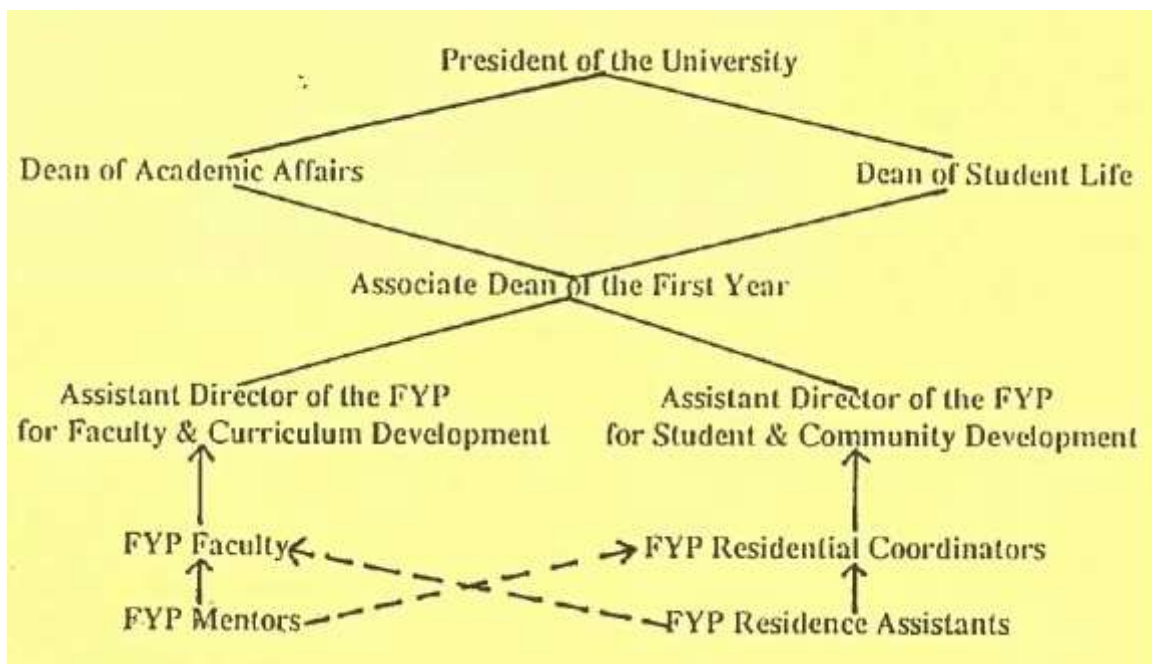 President of the University
Dean of Academic Affairs
Dean of Student Life
Associate Dean of the First Year
Assistant Director of the FYP
for Faculty & Curriculum Development
Assistant Director of the FYP
for Student & Community Development
FYP Faculty
FYP Residential Coordinators
FYP Mentors
FYP Residence Assistants